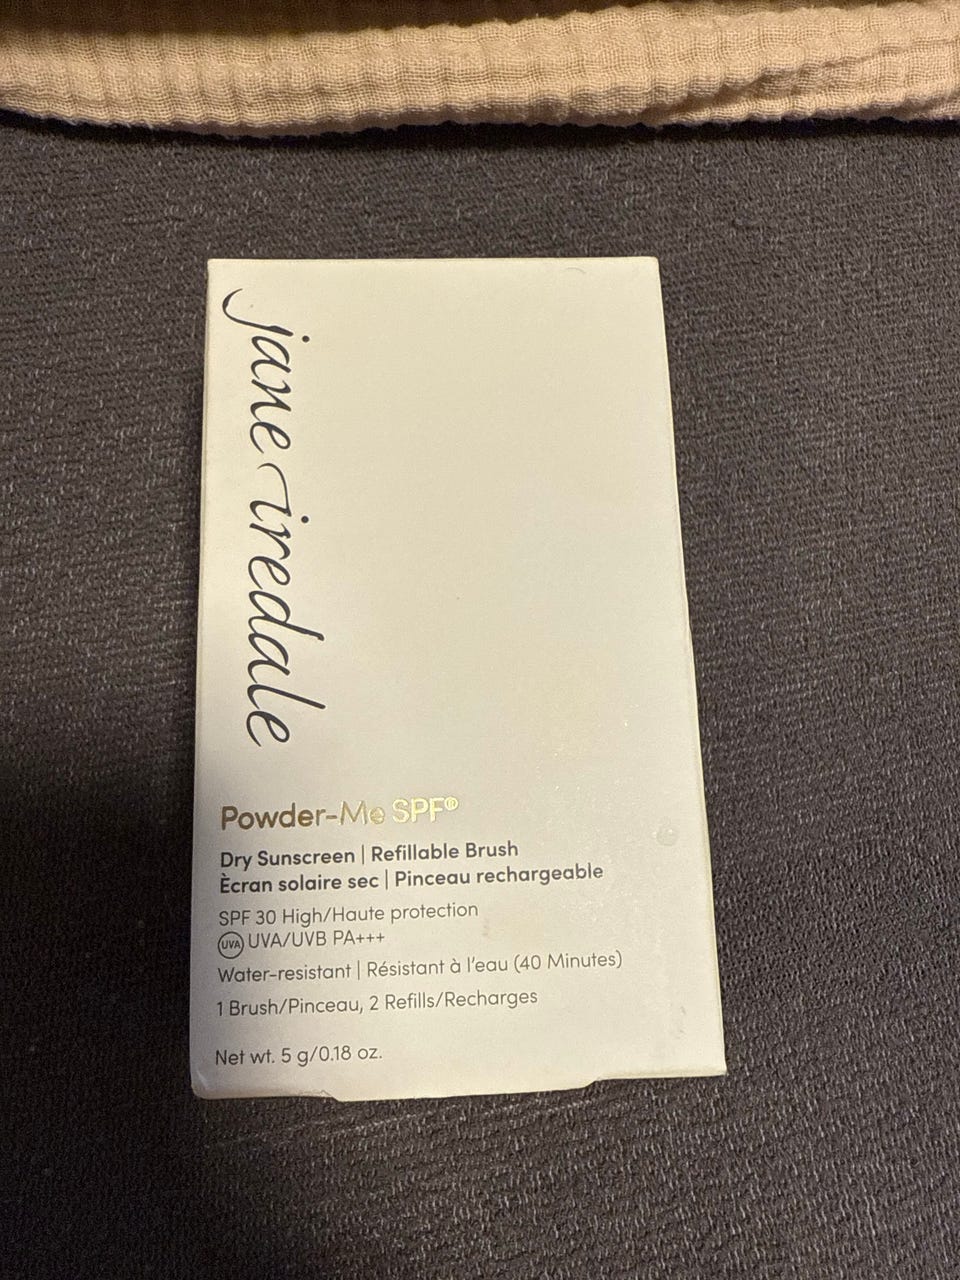 jane iredale
Powder-Me SPF®
Dry Sunscreen | Refillable Brush
Ècran solaire sec | Pinceau rechargeable
SPF 30 High/Haute protection
UVA UVA/UVB PA+++
Water-resistant | Résistant à l'eau (40 Minutes)
1 Brush/Pinceau, 2 Refills/Recharges
Net wt. 5 g/0.18 oz.